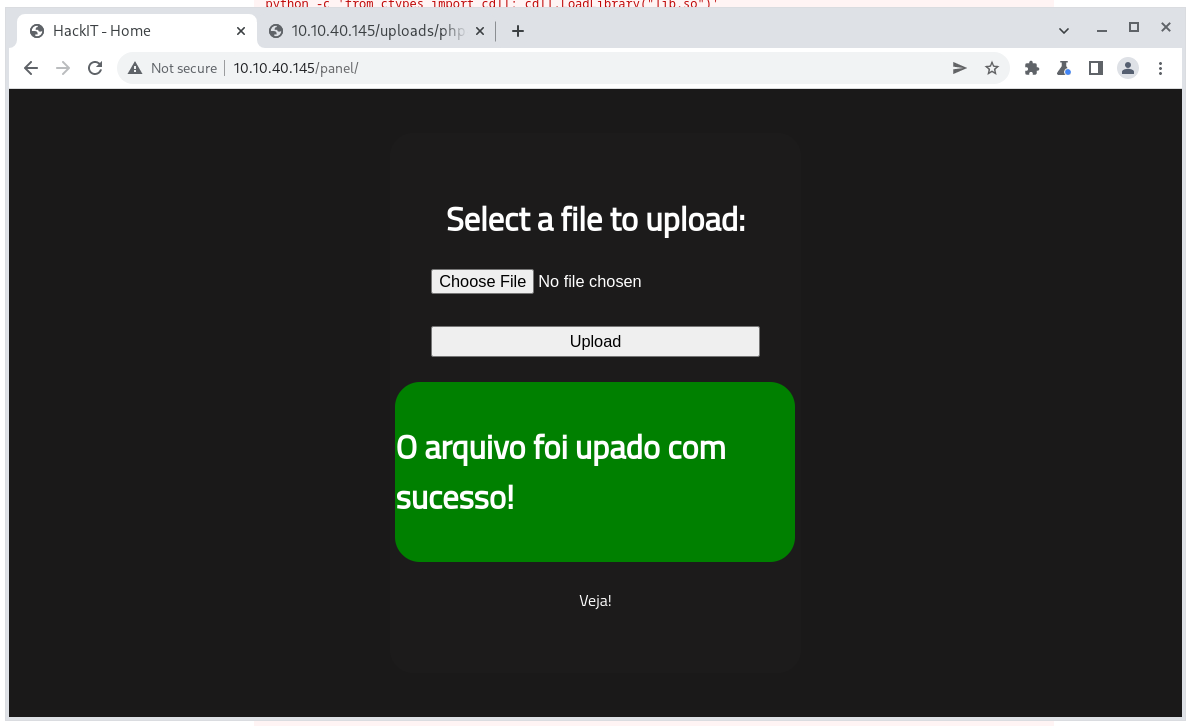 python -c 'from ctypes import cdll; cdll.LoadLibrary("lib.so")'
HackIT - Home
10.10.40.145/uploads/php
Not secure
10.10.40.145/panel/
Select a file to upload:
Choose File No file chosen
Upload
O arquivo foi upado com
sucesso!
Veja!